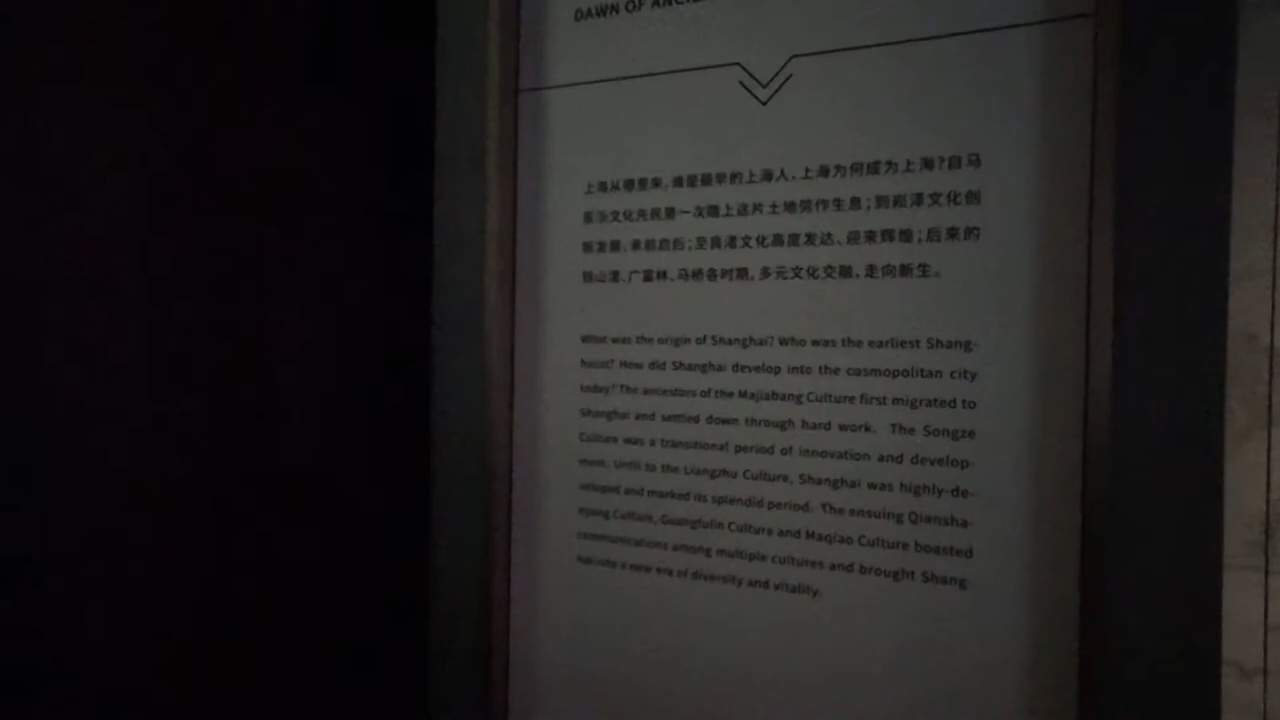 DAWN OF
上海从哪里来,谁是最早的上海人,上海为何成为上海?自马
家浜文化先民第一次踏上这片土地劳作生息;到崧泽文化创
新发展、承前启后;至良渚文化高度发达、迎来辉煌;后来的
钱山漾、广富林、马桥各时期,多元文化交融,走向新生。
What was the origin of Shanghai? Who was the earliest Shang-
haiist? How did Shanghai develop into the cosmopolitan city
today? The ancestors of the Majiabang Culture first migrated to
Shanghai and settled down through hard work. The Songze
Culture was a transitional period of innovation and develop-
ment. Until to the Liangzhu Culture, Shanghai was highly-de-
veloped and marked its splendid period. The ensuing Qiansha-
nyang Culture, Guangfulin Culture and Maqiao Culture boasted
communications among multiple cultures and brought Shang-
hai into a new era of diversity and vitality.